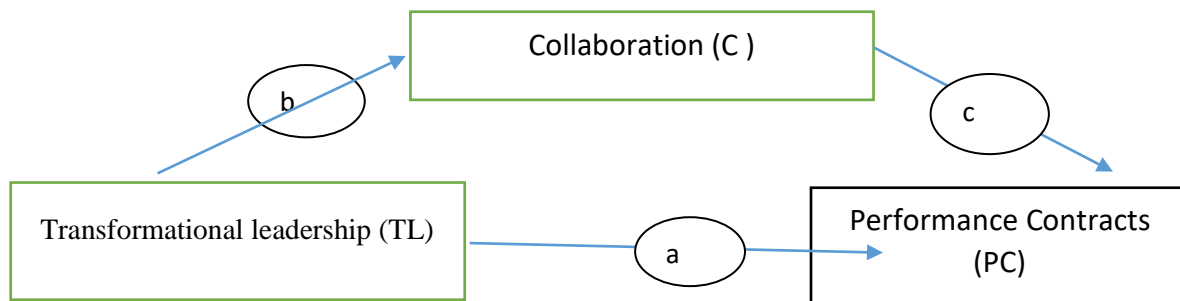 Collaboration (C )
b
c
Transformational leadership (TL)
Performance Contracts
(PC)
a